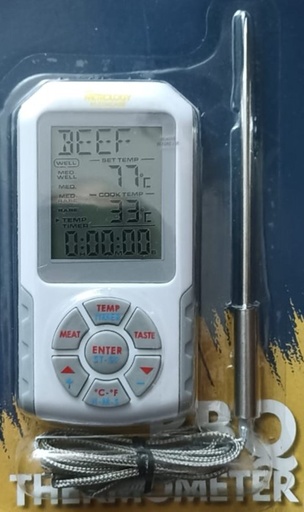 BEEF
WELL
SET TEMP
MED WELL
77°C
MED
COOK TEMP
MED RARE
RARE
33°C
TEMP
TIMER
0:00:00
TEMP
TIMER
MEAT
TASTE
ENTER
°C-°F
BBQ
THERMOMETER